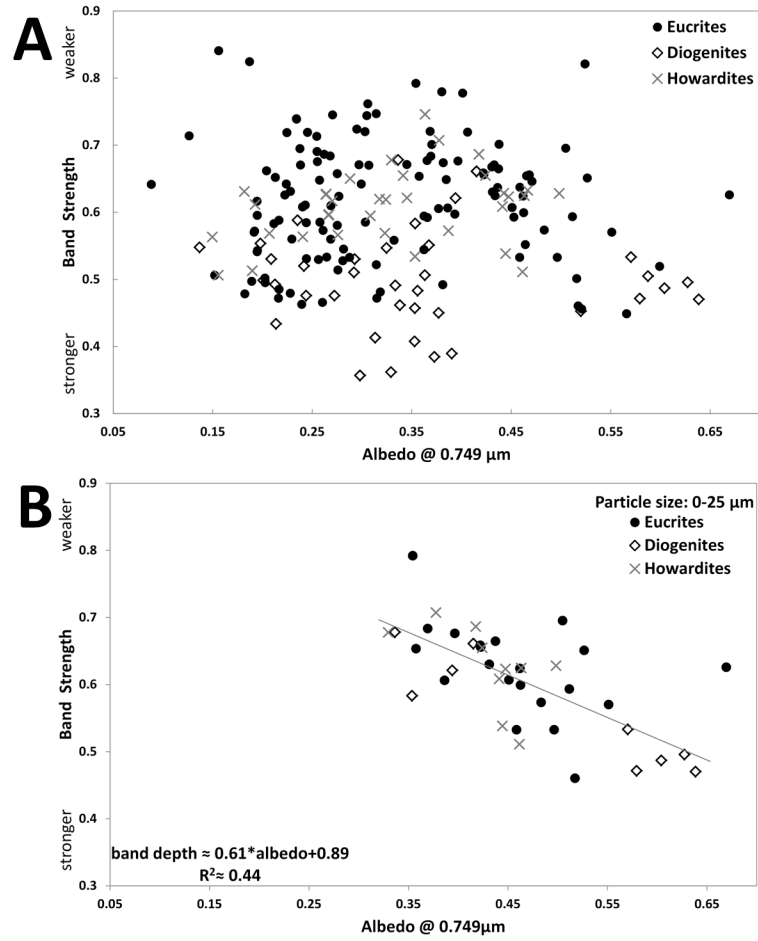 A
weaker
Band Strength
stronger
0.9
0.8
0.7
0.6
0.5
0.4
0.3
Eucrites
Diogenites
Howardites
0.05 0.15 0.25 0.35 0.45 0.55 0.65
Albedo @ 0.749 µm
B
weaker
Band Strength
stronger
0.9
0.8
0.7
0.6
0.5
0.4
0.3
Particle size: 0-25 µm
Eucrites
Diogenites
Howardites
band depth ≈ 0.61*albedo+0.89
R²≈ 0.44
0.05 0.15 0.25 0.35 0.45 0.55 0.65
Albedo @ 0.749µm